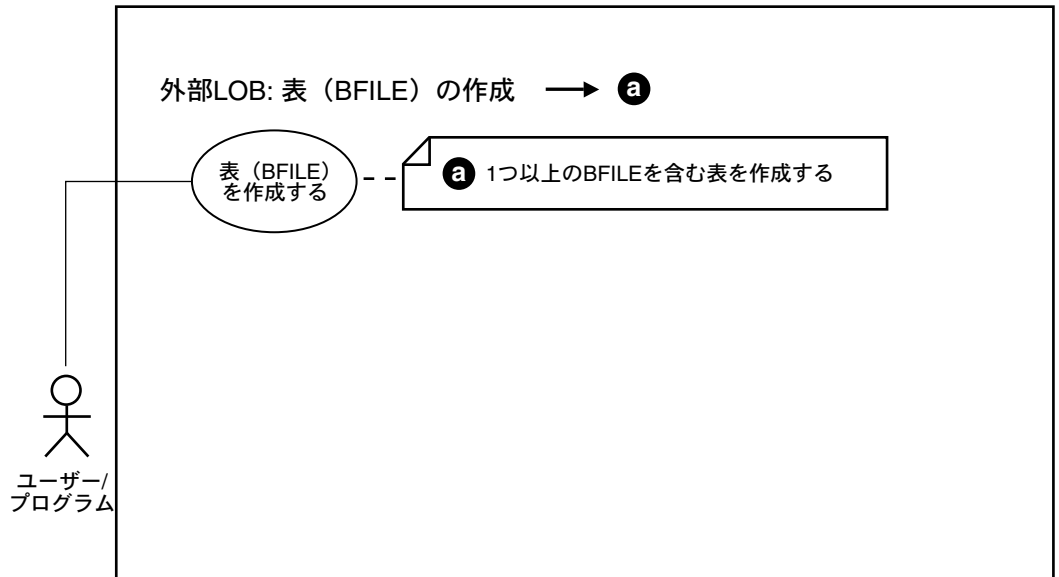 外部LOB: 表（BFILE）の作成 → a
表（BFILE）
を作成する
a 1つ以上のBFILEを含む表を作成する
ユーザー/
プログラム